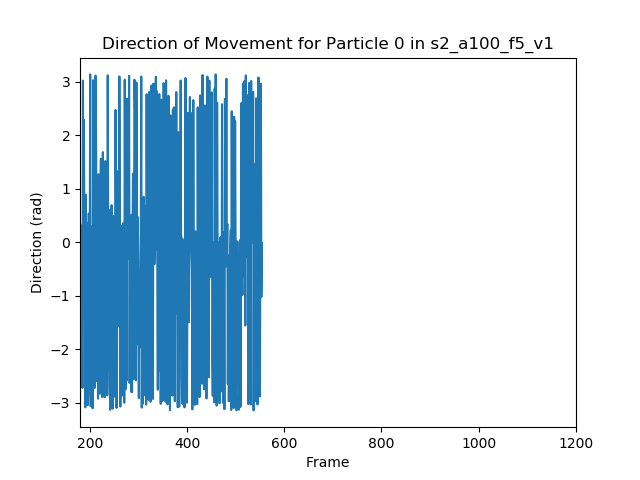 Direction of Movement for Particle 0 in s2_a100_f5_v1
3
2
1
0
−1
−2
−3
Direction (rad)
200 400 600 800 1000 1200
Frame